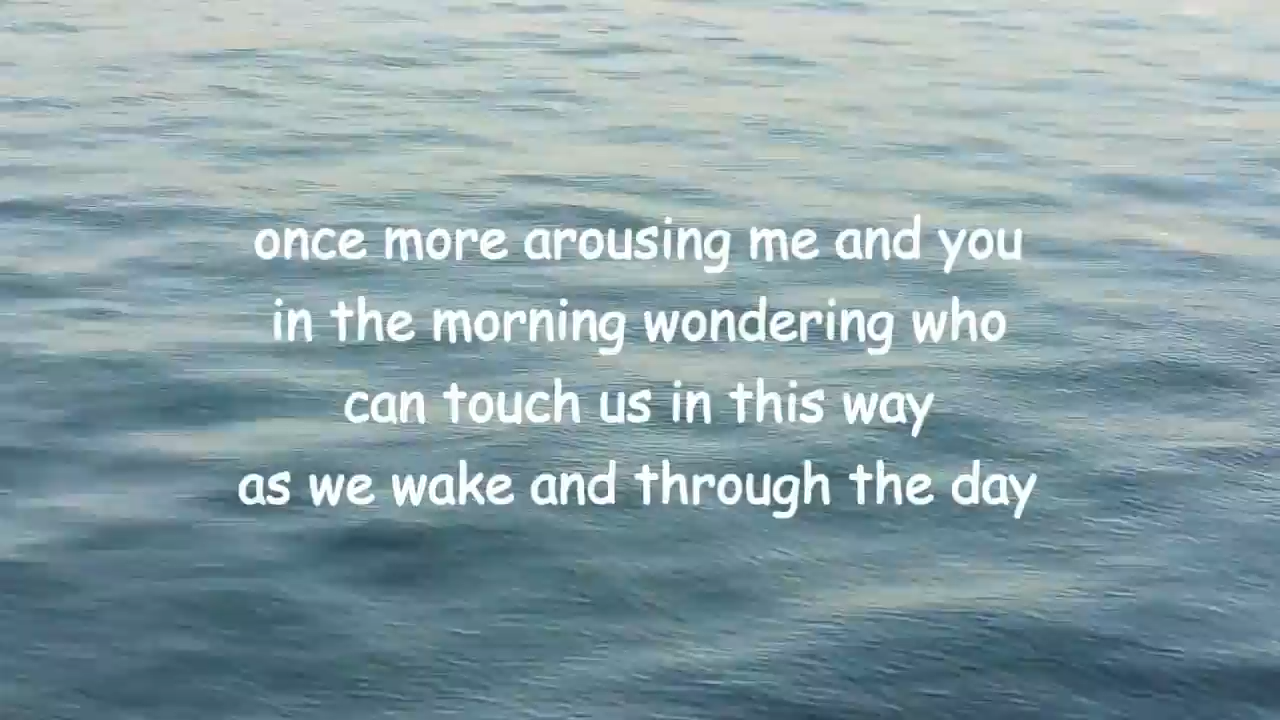 once more arousing me and you
in the morning wondering who
can touch us in this way
as we wake and through the day